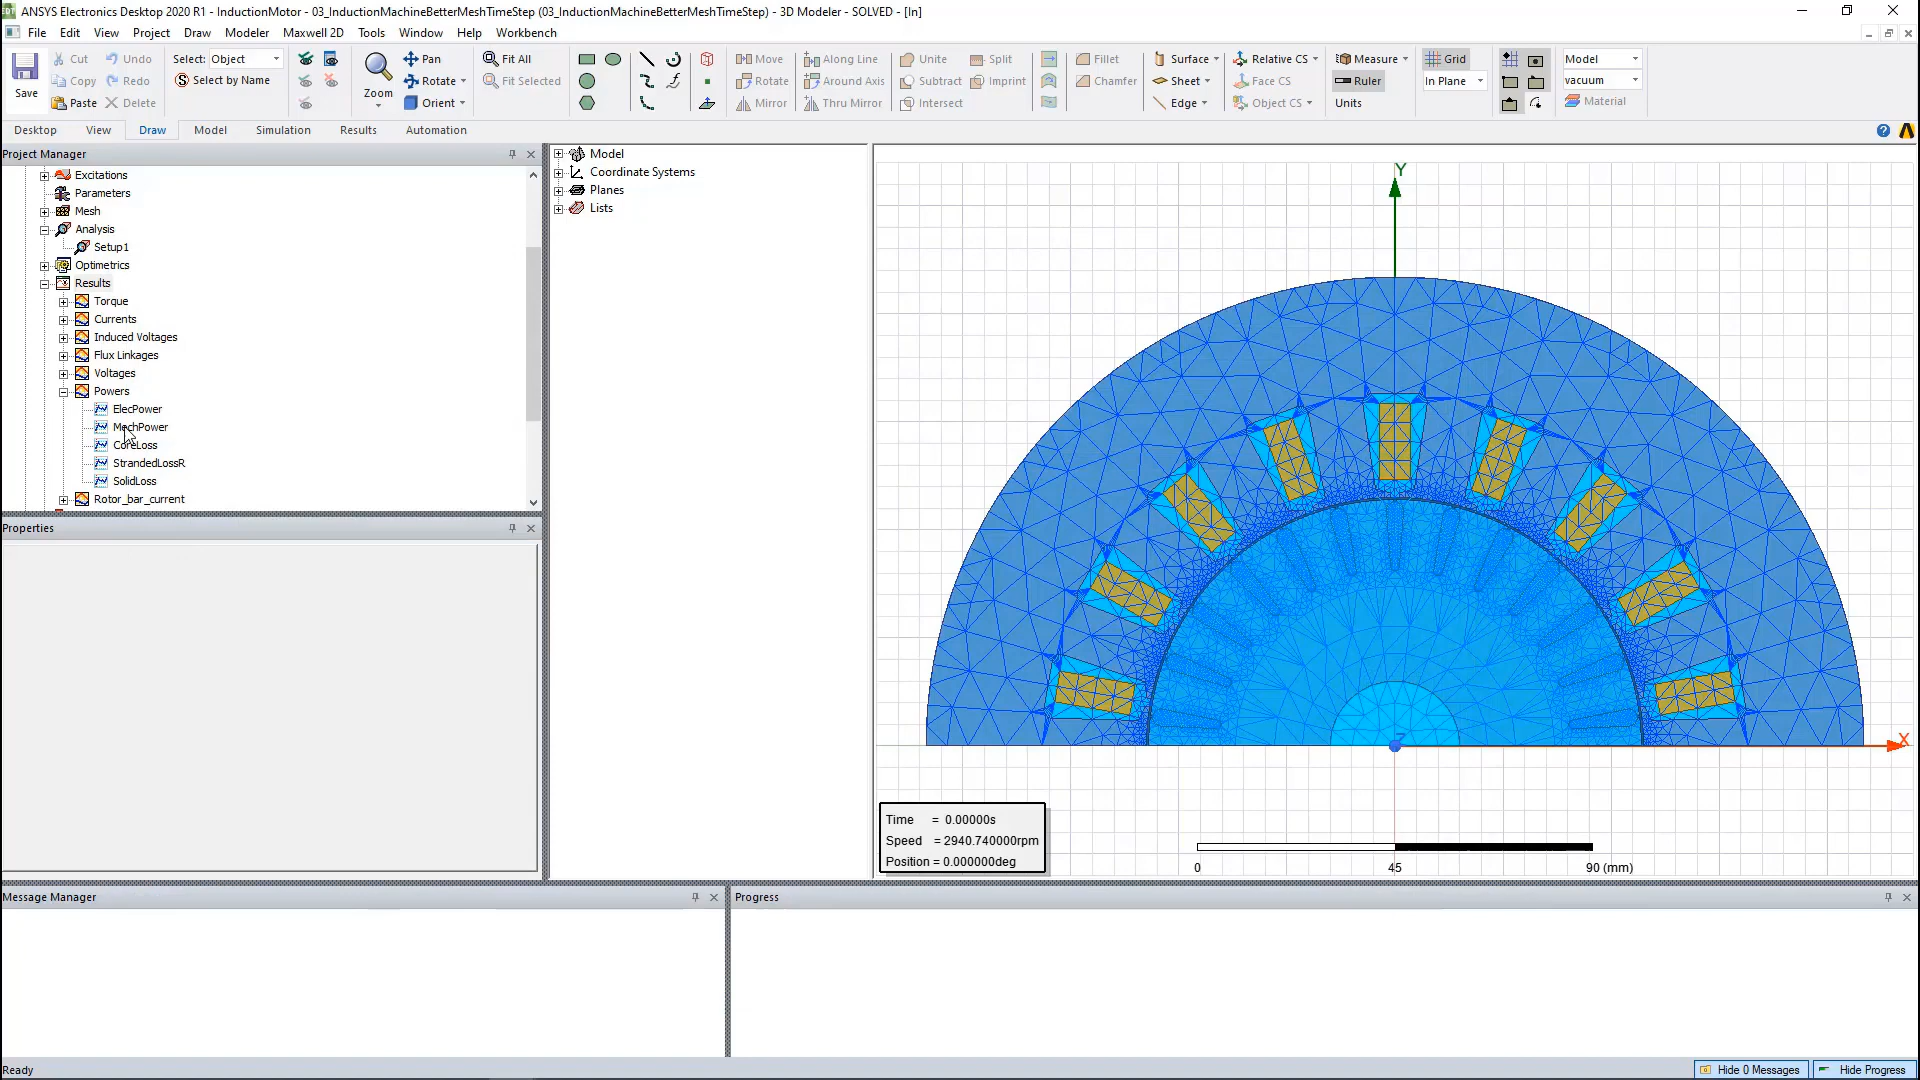 ANSYS Electronics Desktop 2020 R1 - InductionMotor - 03_InductionMachineBetterMeshTimeStep (03_InductionMachineBetterMeshTimeStep) - 3D Modeler - SOLVED - [In]
File Edit View Project Draw Modeler Maxwell 2D Tools Window Help Workbench
Save
Cut
Copy
Paste
Undo
Redo
Delete
Select: Object
Select by Name
Zoom
Pan
Rotate
Orient
Fit All
Fit Selected
Move
Rotate
Mirror
Along Line
Around Axis
Thru Mirror
Unite
Subtract
Intersect
Split
Imprint
Fillet
Chamfer
Surface
Sheet
Edge
Relative CS
Face CS
Object CS
Measure
Ruler
Units
Grid
In Plane
Model
vacuum
Material
Desktop View Draw Model Simulation Results Automation
Project Manager
Excitations
Parameters
Mesh
Analysis
Setup1
Optimetrics
Results
Torque
Currents
Induced Voltages
Flux Linkages
Voltages
Powers
ElecPower
MechPower
CoreLoss
StrandedLossR
SolidLoss
Rotor_bar_current
Properties
Model
Coordinate Systems
Planes
Lists
Y
X
Z
Time = 0.00000s
Speed = 2940.740000rpm
Position = 0.000000deg
0 45 90 (mm)
Message Manager
Progress
Ready
Hide 0 Messages
Hide Progress